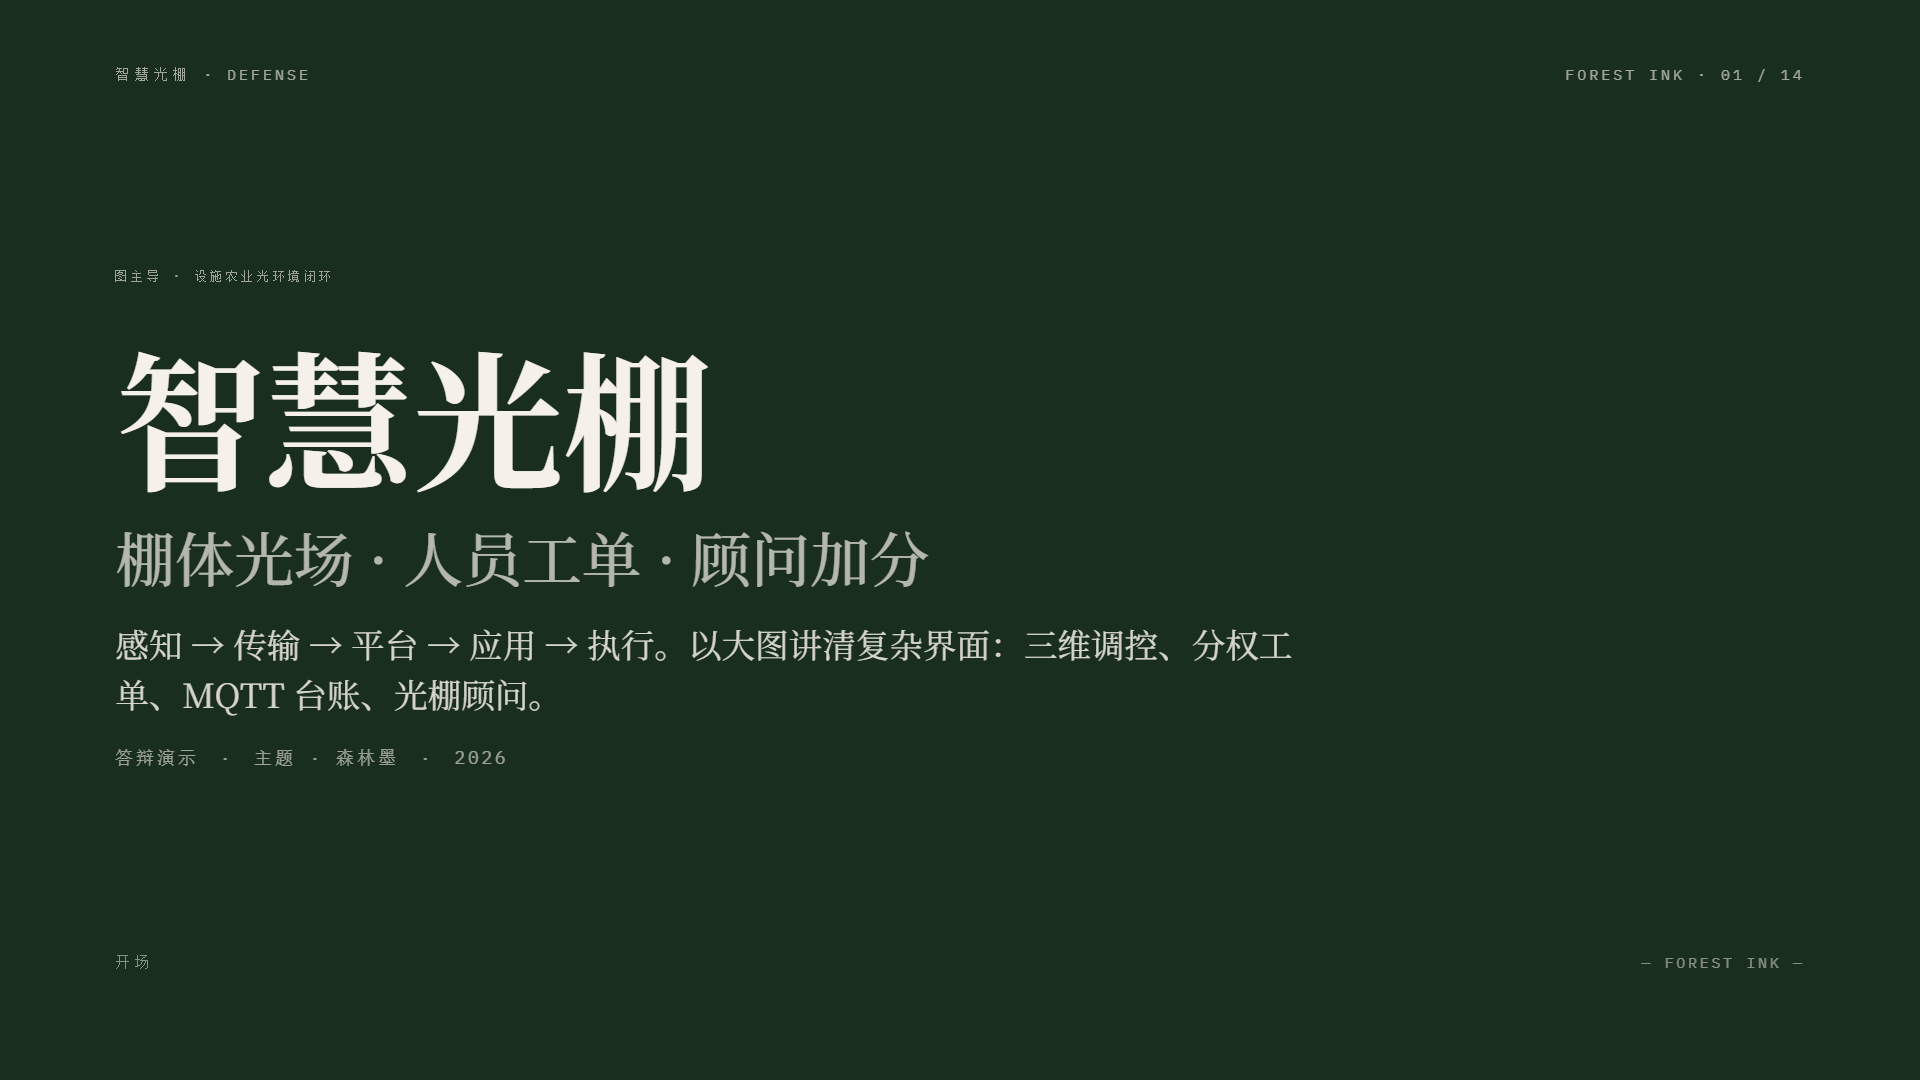 智慧光棚 · DEFENSE
FOREST INK · 01 / 14
图主导 · 设施农业光环境闭环
智慧光棚
棚体光场 · 人员工单 · 顾问加分
感知 → 传输 → 平台 → 应用 → 执行。以大图讲清复杂界面：三维调控、分权工
单、MQTT 台账、光棚顾问。
答辩演示 · 主题 · 森林墨 · 2026
开场
— FOREST INK —